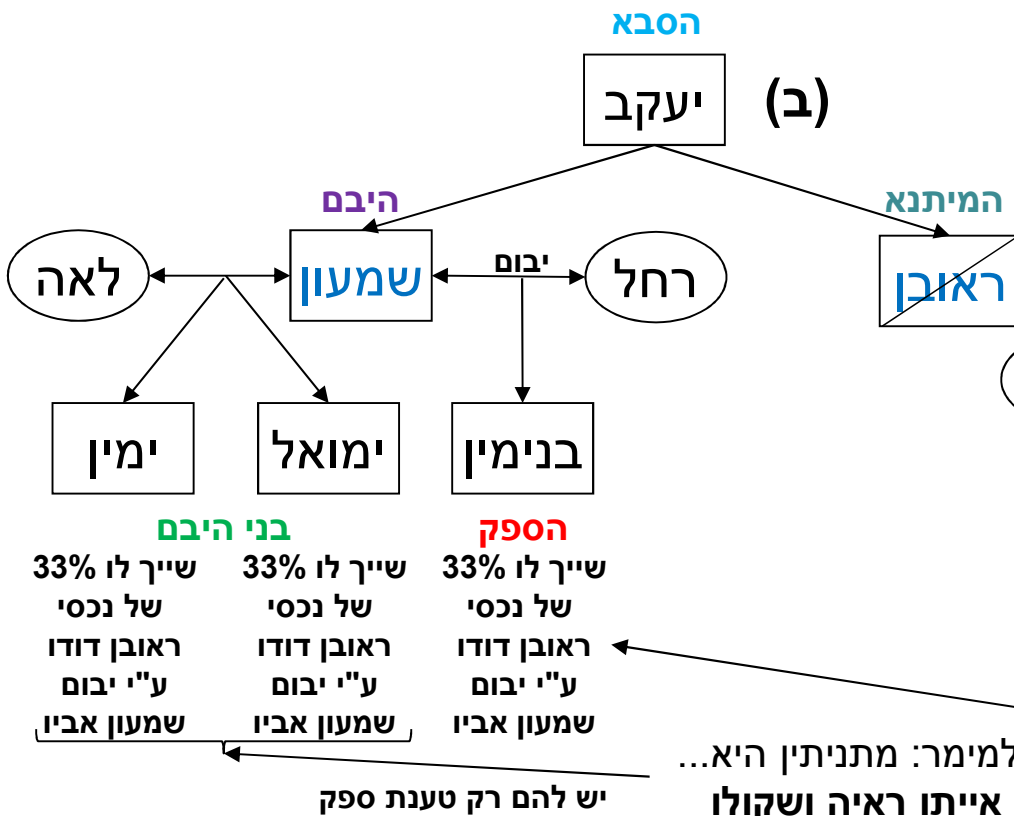 הסבא
יעקב
(ב)
המיתנא
היבם
ראובן
רחל
יבום
שמעון
לאה
בנימין
ימואל
ימין
הספק
בני היבם
שייך לו 33%
של נכסי
ראובן דודו
ע"י יבום
שמעון אביו
שייך לו 33%
של נכסי
ראובן דודו
ע"י יבום
שמעון אביו
שייך לו 33%
של נכסי
ראובן דודו
ע"י יבום
שמעון אביו
למימר: מתניתין היא...
אייתו ראיה ושקולו
יש להם רק טענת ספק